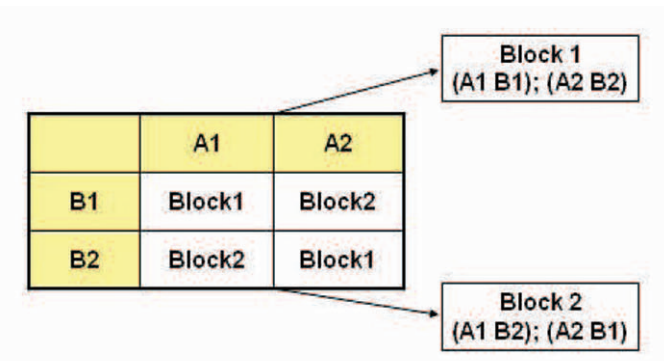 Block 1
(A1 B1); (A2 B2)
A1 A2
B1 Block1 Block2
B2 Block2 Block1
Block 2
(A1 B2); (A2 B1)